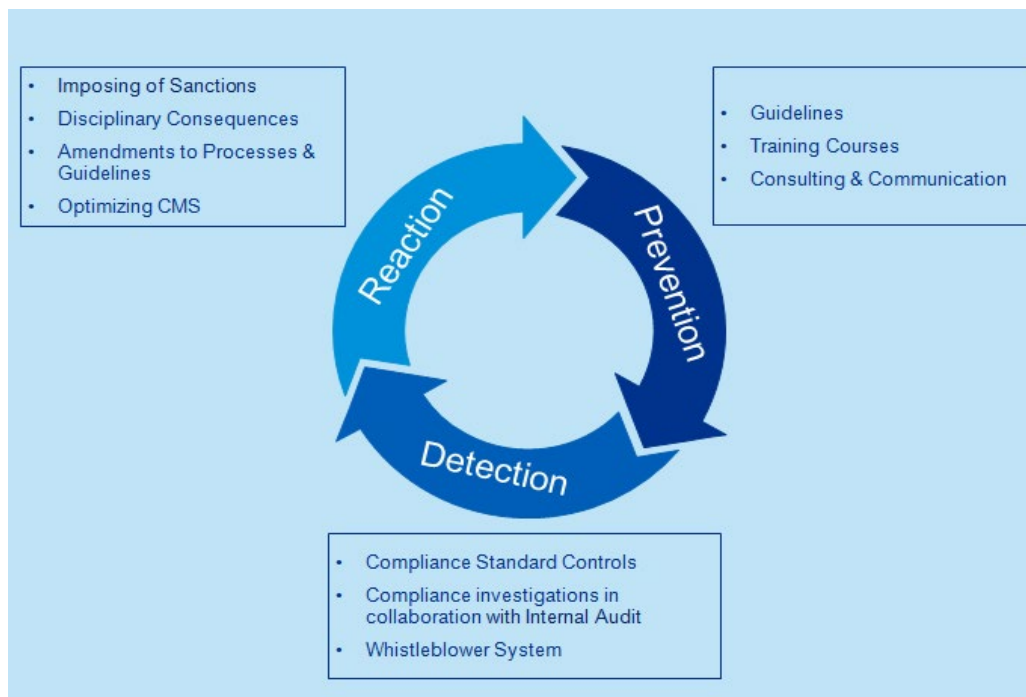 • Imposing of Sanctions
• Disciplinary Consequences
• Amendments to Processes &
Guidelines
• Optimizing CMS
• Guidelines
• Training Courses
• Consulting & Communication
Reaction
Prevention
Detection
• Compliance Standard Controls
• Compliance investigations in
collaboration with Internal Audit
• Whistleblower System